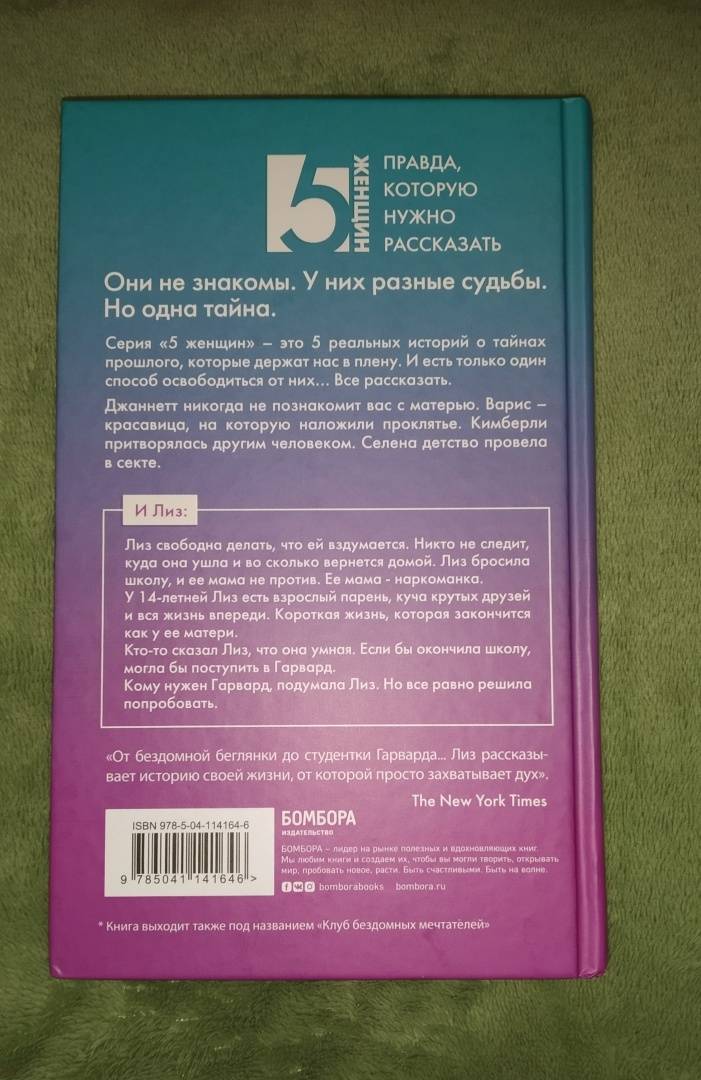 5
ЖЕНЩИН
ПРАВДА,
КОТОРУЮ
НУЖНО
РАССКАЗАТЬ
Они не знакомы. У них разные судьбы.
Но одна тайна.
Серия «5 женщин» – это 5 реальных историй о тайнах
прошлого, которые держат нас в плену. И есть только один
способ освободиться от них... Все рассказать.
Джаннетт никогда не познакомит вас с матерью. Варис –
красавица, на которую наложили проклятье. Кимберли
притворялась другим человеком. Селена детство провела
в секте.
И Лиз:
Лиз свободна делать, что ей вздумается. Никто не следит,
куда она ушла и во сколько вернется домой. Лиз бросила
школу, и ее мама не против. Ее мама - наркоманка.
У 14-летней Лиз есть взрослый парень, куча крутых друзей
и вся жизнь впереди. Короткая жизнь, которая закончится
как у ее матери.
Кто-то сказал Лиз, что она умная. Если бы окончила школу,
могла бы поступить в Гарвард.
Кому нужен Гарвард, подумала Лиз. Но все равно решила
попробовать.
«От бездомной беглянки до студентки Гарварда... Лиз рассказы-
вает историю своей жизни, от которой просто захватывает дух».
The New York Times
ISBN 978-5-04-114164-6
9 785041 141646 >
БОМБОРА
ИЗДАТЕЛЬСТВО
БОМБОРА – лидер на рынке полезных и вдохновляющих книг.
Мы любим книги и создаем их, чтобы вы могли творить, открывать
мир, пробовать новое, расти. Быть счастливыми. Быть на волне.
bomborabooks bombora.ru
* Книга выходит также под названием «Клуб бездомных мечтателей»